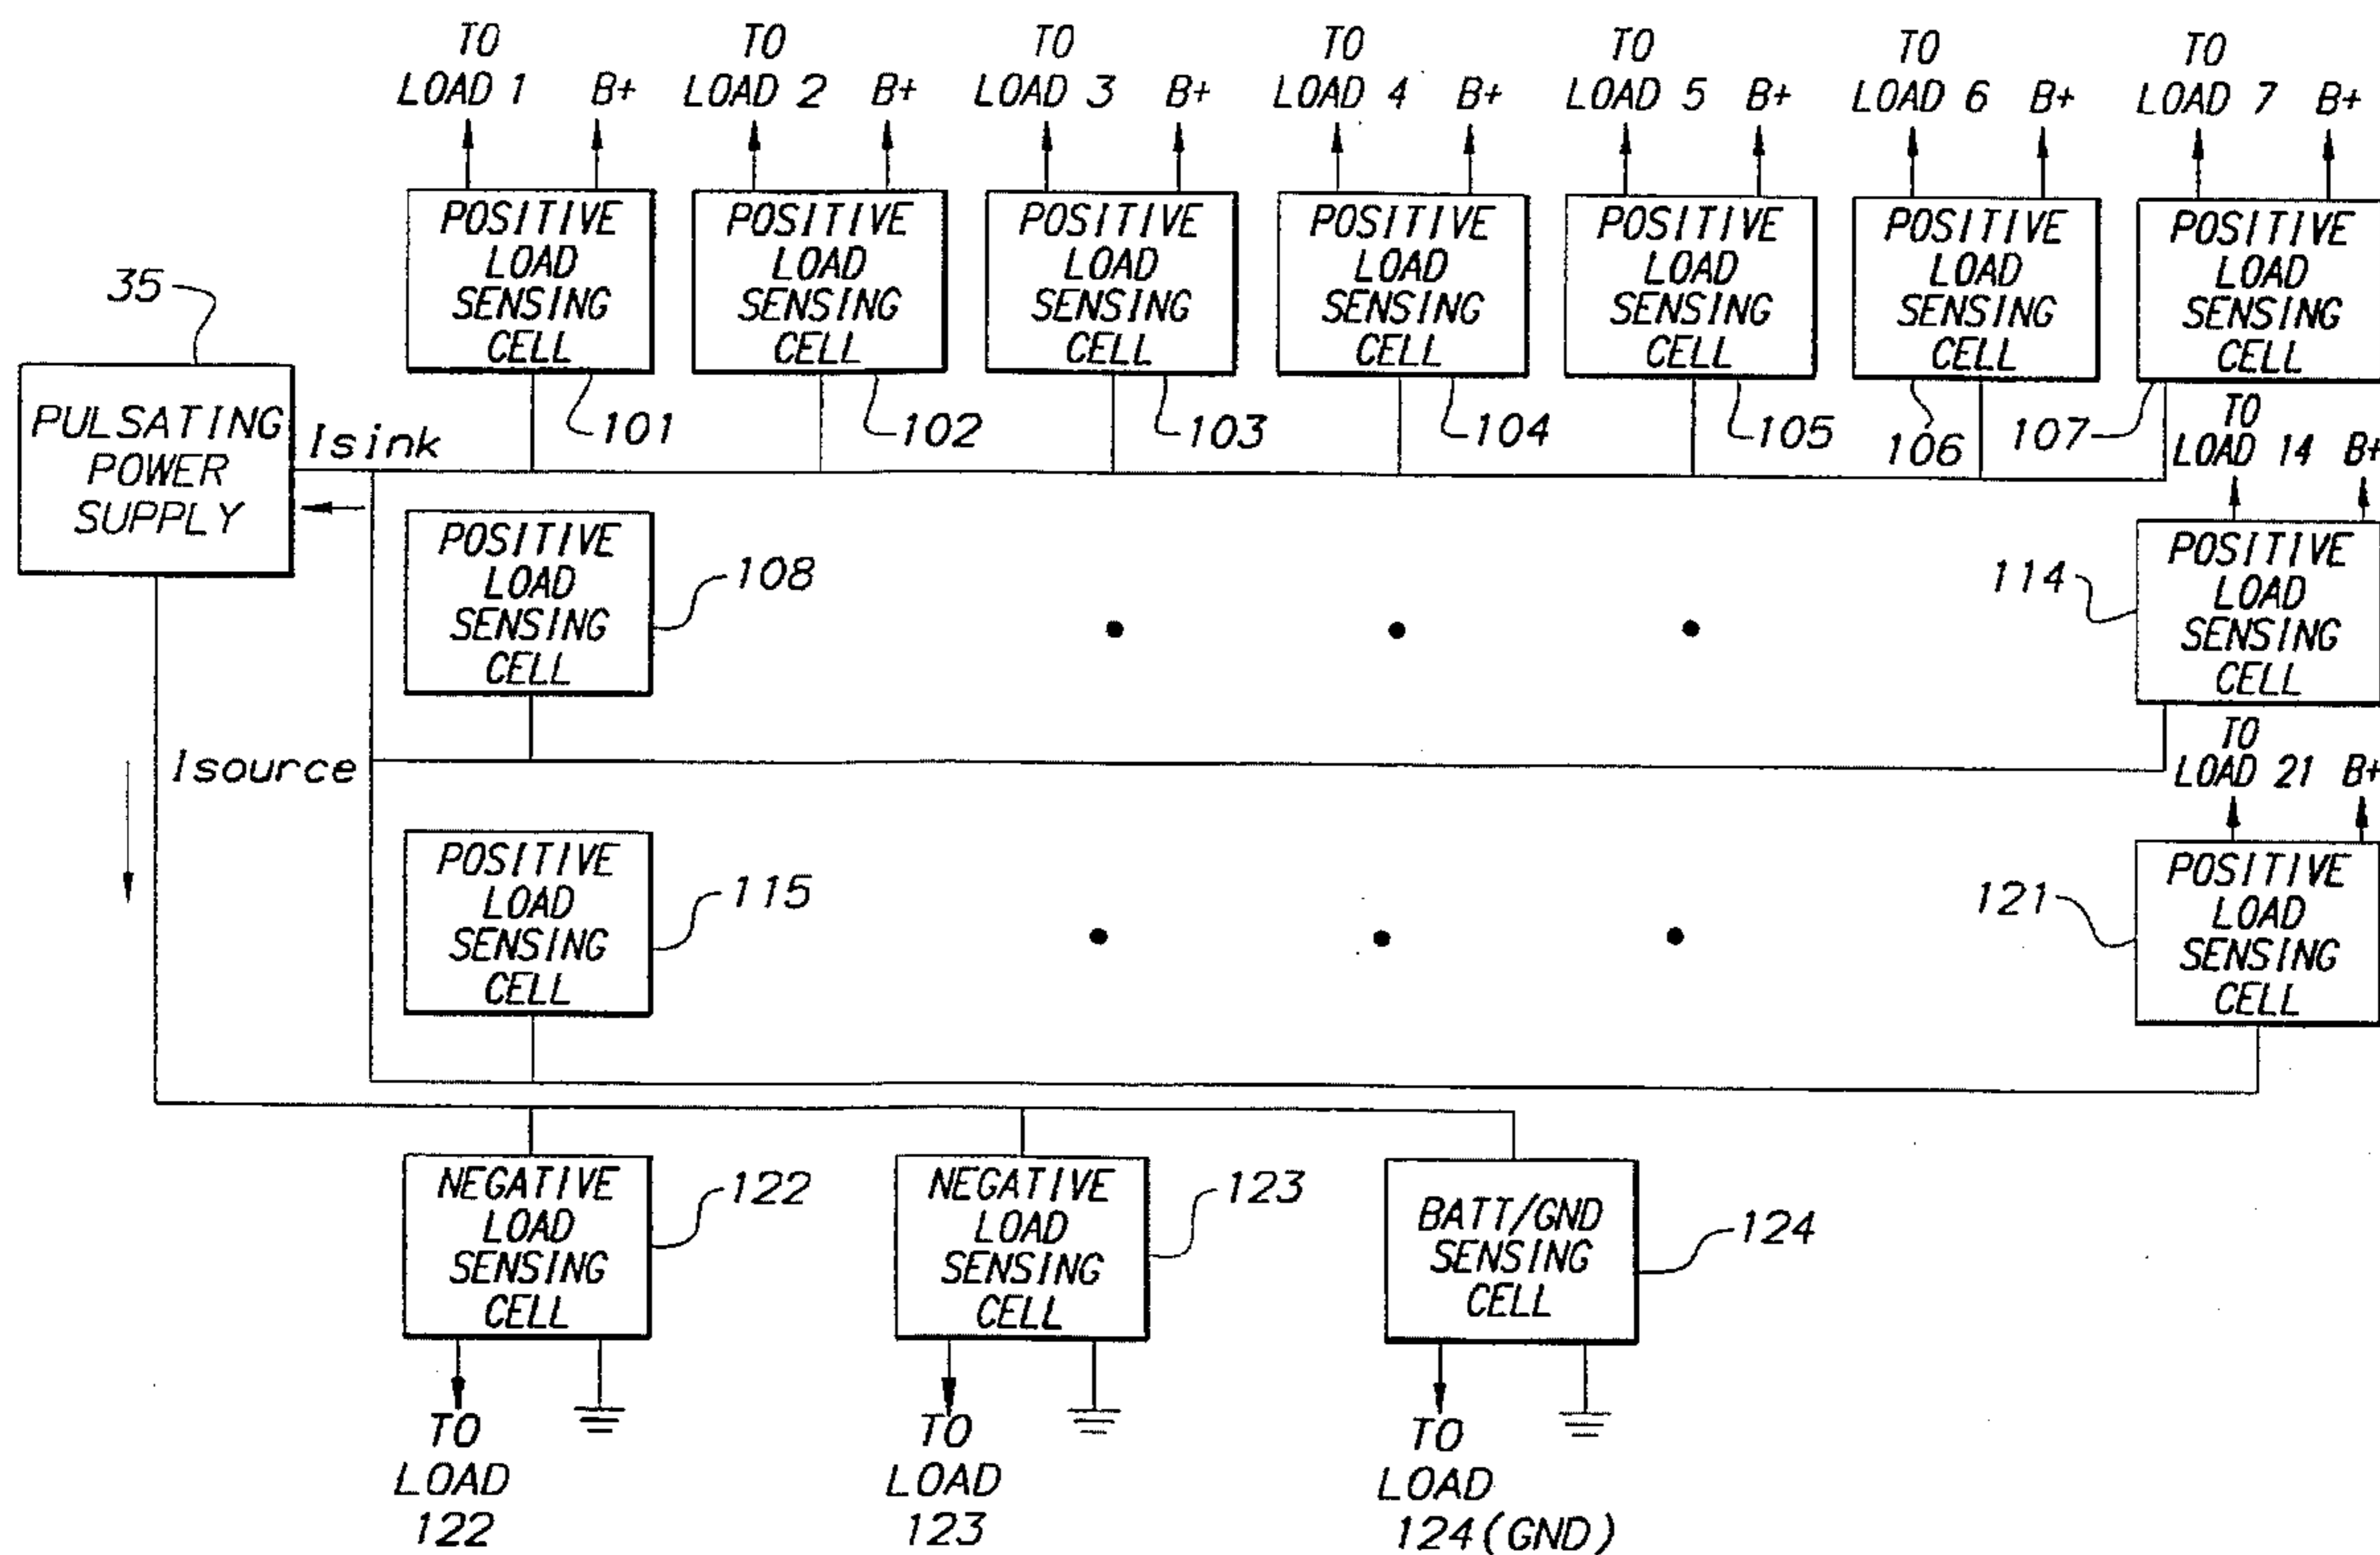 TO LOAD 1 B+
TO LOAD 2 B+
TO LOAD 3 B+
TO LOAD 4 B+
TO LOAD 5 B+
TO LOAD 6 B+
TO LOAD 7 B+
POSITIVE
LOAD
SENSING
CELL
101
POSITIVE
LOAD
SENSING
CELL
102
POSITIVE
LOAD
SENSING
CELL
103
POSITIVE
LOAD
SENSING
CELL
104
POSITIVE
LOAD
SENSING
CELL
105
POSITIVE
LOAD
SENSING
CELL
106
POSITIVE
LOAD
SENSING
CELL
107
35
PULSATING
POWER
SUPPLY
Isink
Isource
POSITIVE
LOAD
SENSING
CELL
108
TO
LOAD 14 B+
114
POSITIVE
LOAD
SENSING
CELL
POSITIVE
LOAD
SENSING
CELL
115
TO
LOAD 21 B+
121
POSITIVE
LOAD
SENSING
CELL
NEGATIVE
LOAD
SENSING
CELL
122
NEGATIVE
LOAD
SENSING
CELL
123
BATT/GND
SENSING
CELL
124
TO
LOAD
122
TO
LOAD
123
TO
LOAD
124(GND)